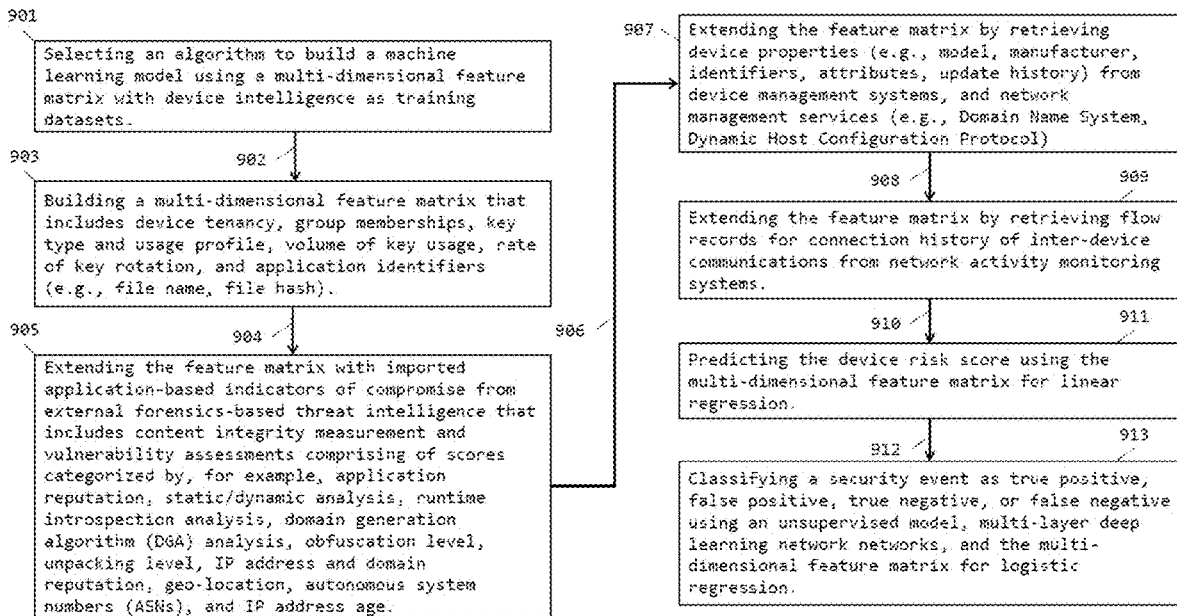 901
Selecting an algorithm to build a machine
learning model using a multi-dimensional feature
matrix with device intelligence as training
datasets.
902
903
Building a multi-dimensional feature matrix that
includes device tenancy, group memberships, key
type and usage profile, volume of key usage, rate
of key rotation, and application identifiers
(e.g., file name, file hash).
904
905
Extending the feature matrix with imported
application-based indicators of compromise from
external forensics-based threat intelligence that
includes content integrity measurement and
vulnerability assessments comprising of scores
categorized by, for example, application
reputation, static/dynamic analysis, runtime
introspection analysis, domain generation
algorithm (DGA) analysis, obfuscation level,
unpacking level, IP address and domain
reputation, geo-location, autonomous system
numbers (ASNs), and IP address age.
906
907
Extending the feature matrix by retrieving
device properties (e.g., model, manufacturer,
identifiers, attributes, update history) from
device management systems, and network
management services (e.g., Domain Name System,
Dynamic Host Configuration Protocol)
908
909
Extending the feature matrix by retrieving flow
records for connection history of inter-device
communications from network activity monitoring
systems.
910
911
Predicting the device risk score using the
multi-dimensional feature matrix for linear
regression.
912
913
Classifying a security event as true positive,
false positive, true negative, or false negative
using an unsupervised model, multi-layer deep
learning network networks, and the multi-
dimensional feature matrix for logistic
regression.